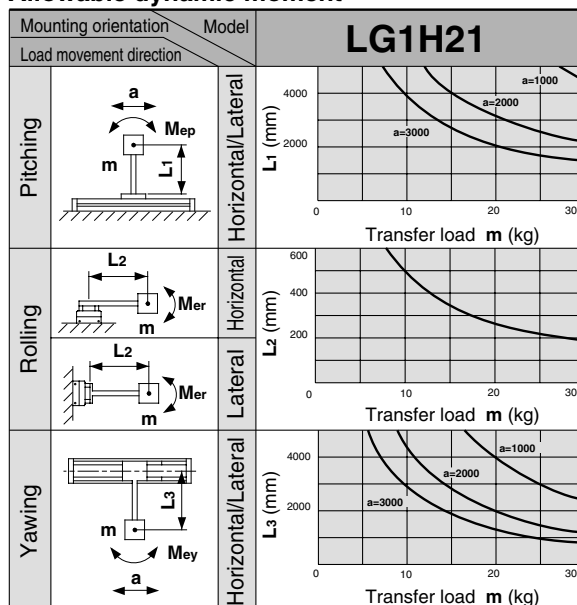 Allowable dynamic moment
Mounting orientation Model
Load movement direction
LG1H21
Pitching
a
Mep
m
L1
Horizontal/Lateral
L1 (mm)
4000
2000
a=1000
a=2000
a=3000
0 10 20 30
Transfer load m (kg)
Rolling
L2
Mer
m
Horizontal
L2
Mer
m
Lateral
L2 (mm)
600
400
200
0 10 20 30
Transfer load m (kg)
Yawing
L3
m
Mey
a
Horizontal/Lateral
L3 (mm)
4000
2000
a=1000
a=2000
a=3000
0 10 20 30
Transfer load m (kg)